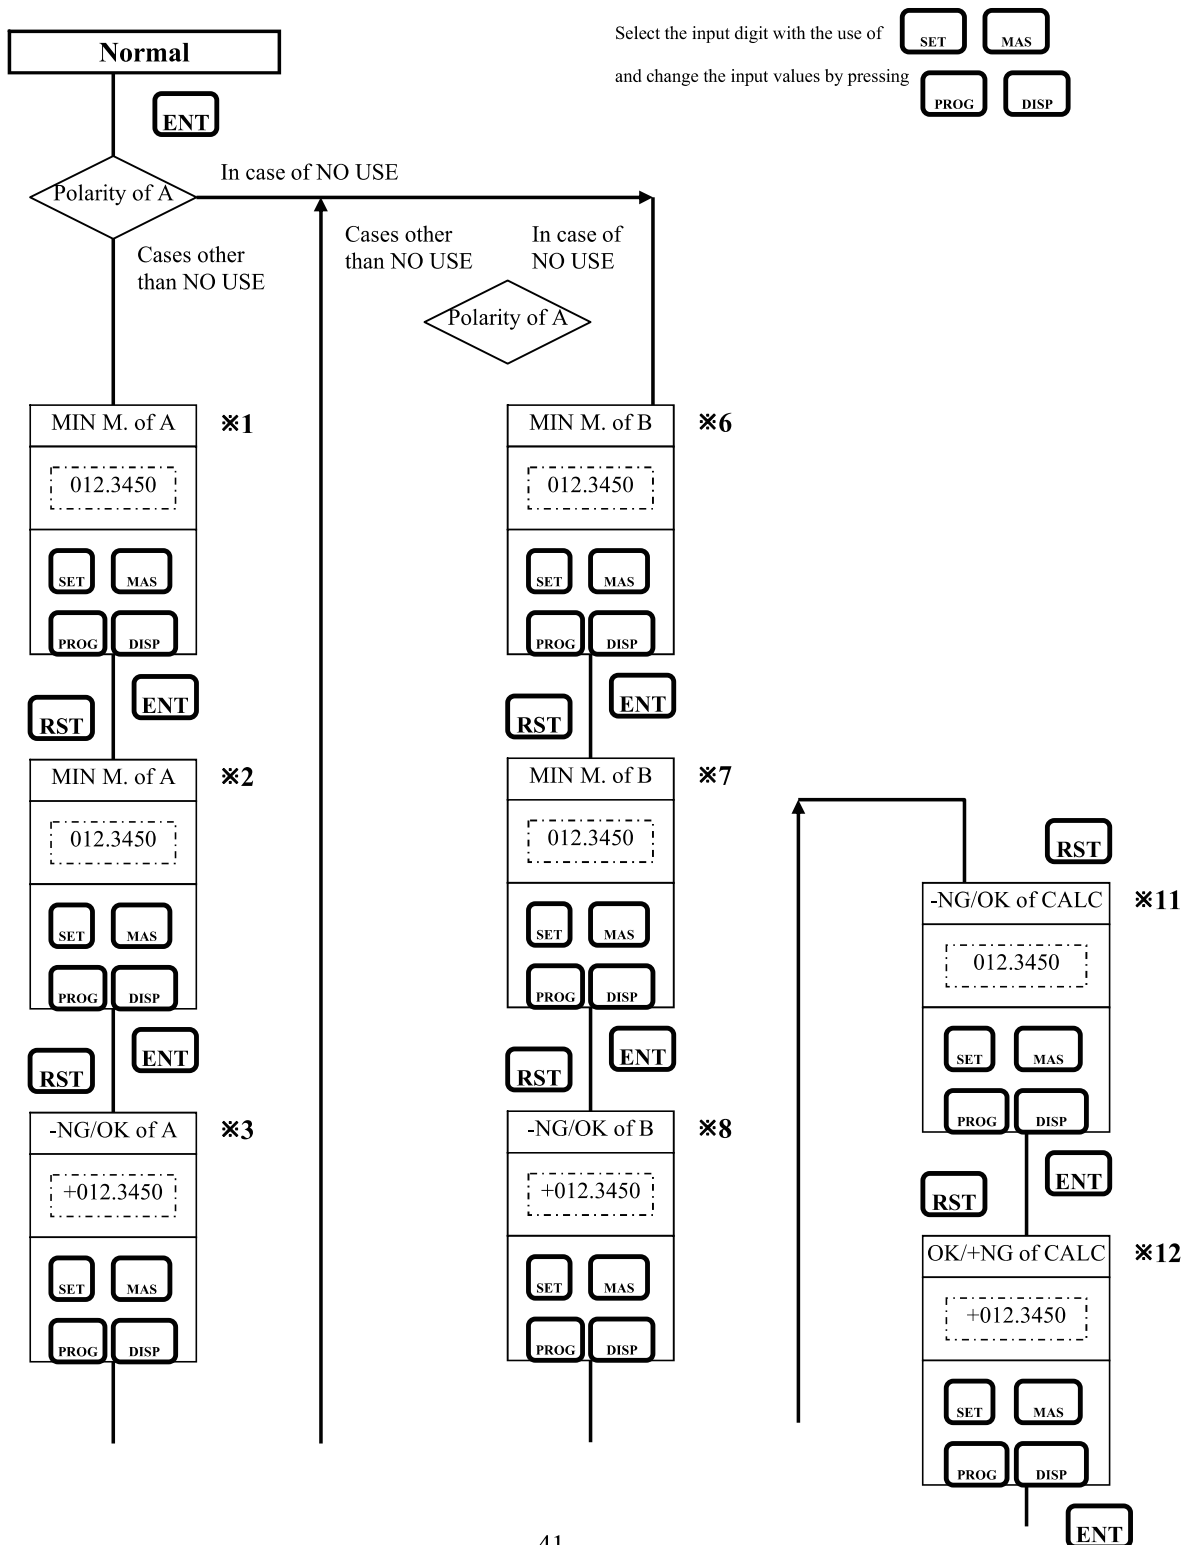 Normal
ENT
Select the input digit with the use of SET MAS
and change the input values by pressing PROG DISP
Polarity of A
In case of NO USE
Cases other
than NO USE
Cases other
than NO USE
In case of
NO USE
Polarity of A
MIN M. of A ※1
012.3450
SET MAS
PROG DISP
RST ENT
MIN M. of A ※2
012.3450
SET MAS
PROG DISP
RST ENT
-NG/OK of A ※3
+012.3450
SET MAS
PROG DISP
MIN M. of B ※6
012.3450
SET MAS
PROG DISP
RST ENT
MIN M. of B ※7
012.3450
SET MAS
PROG DISP
RST ENT
-NG/OK of B ※8
+012.3450
SET MAS
PROG DISP
RST
-NG/OK of CALC ※11
012.3450
SET MAS
PROG DISP
RST ENT
OK/+NG of CALC ※12
+012.3450
SET MAS
PROG DISP
ENT
41